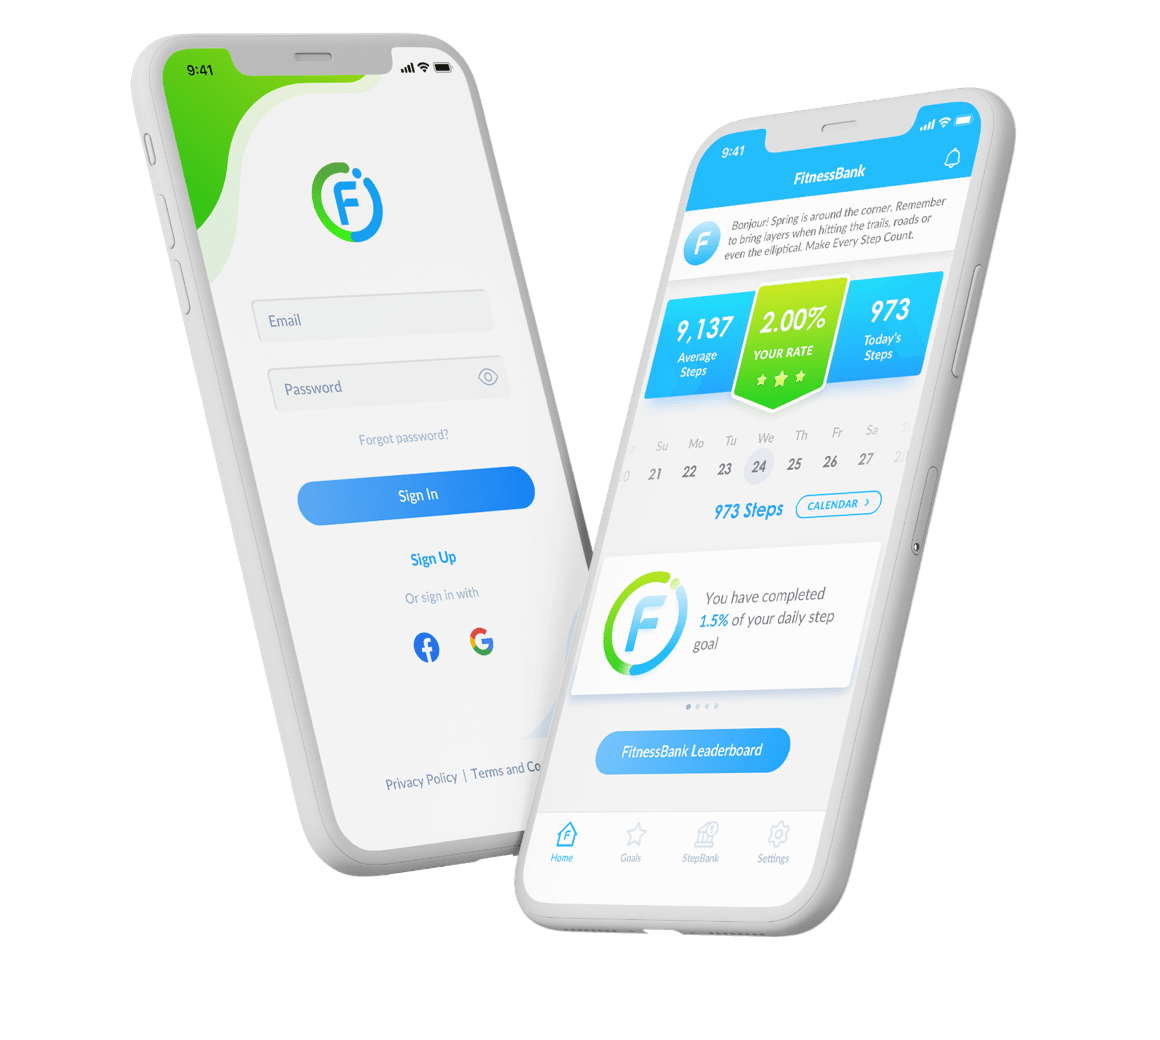 9:41
F
Email
Password
Forgot password?
Sign In
Sign Up
Or sign in with
f
G
Privacy Policy | Terms and Co
9:41
FitnessBank
F
Bonjour! Spring is around the corner. Remember
to bring layers when hitting the trails, roads or
even the elliptical. Make Every Step Count.
9,137
Average
Steps
2.00%
YOUR RATE
973
Today's
Steps
Su Mo Tu We Th Fr Sa
21 22 23 24 25 26 27
973 Steps
CALENDAR >
F
You have completed
1.5% of your daily step
goal
FitnessBank Leaderboard
F
Home Goals StepBank Settings